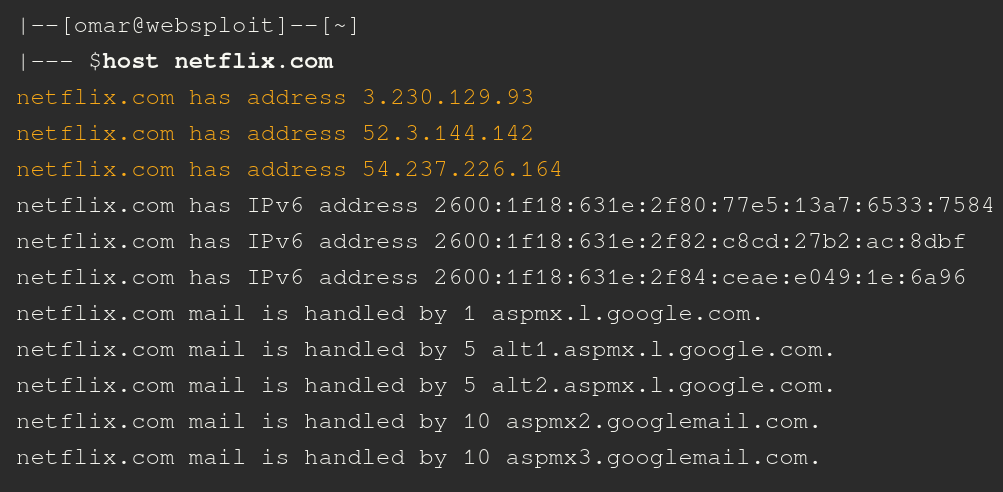 |--[omar@websploit]--[~]
|--- $host netflix.com
netflix.com has address 3.230.129.93
netflix.com has address 52.3.144.142
netflix.com has address 54.237.226.164
netflix.com has IPv6 address 2600:1f18:631e:2f80:77e5:13a7:6533:7584
netflix.com has IPv6 address 2600:1f18:631e:2f82:c8cd:27b2:ac:8dbf
netflix.com has IPv6 address 2600:1f18:631e:2f84:ceae:e049:1e:6a96
netflix.com mail is handled by 1 aspmx.l.google.com.
netflix.com mail is handled by 5 alt1.aspmx.l.google.com.
netflix.com mail is handled by 5 alt2.aspmx.l.google.com.
netflix.com mail is handled by 10 aspmx2.googlemail.com.
netflix.com mail is handled by 10 aspmx3.googlemail.com.